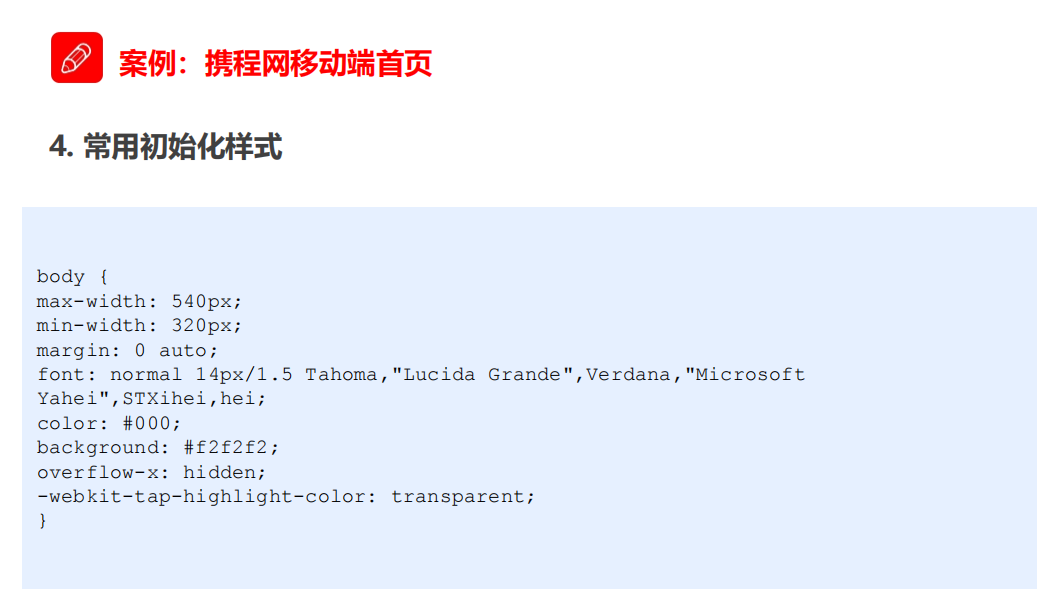 案例：携程网移动端首页
4. 常用初始化样式
body {
max-width: 540px;
min-width: 320px;
margin: 0 auto;
font: normal 14px/1.5 Tahoma,"Lucida Grande",Verdana,"Microsoft
Yahei",STXihei,hei;
color: #000;
background: #f2f2f2;
overflow-x: hidden;
-webkit-tap-highlight-color: transparent;
}